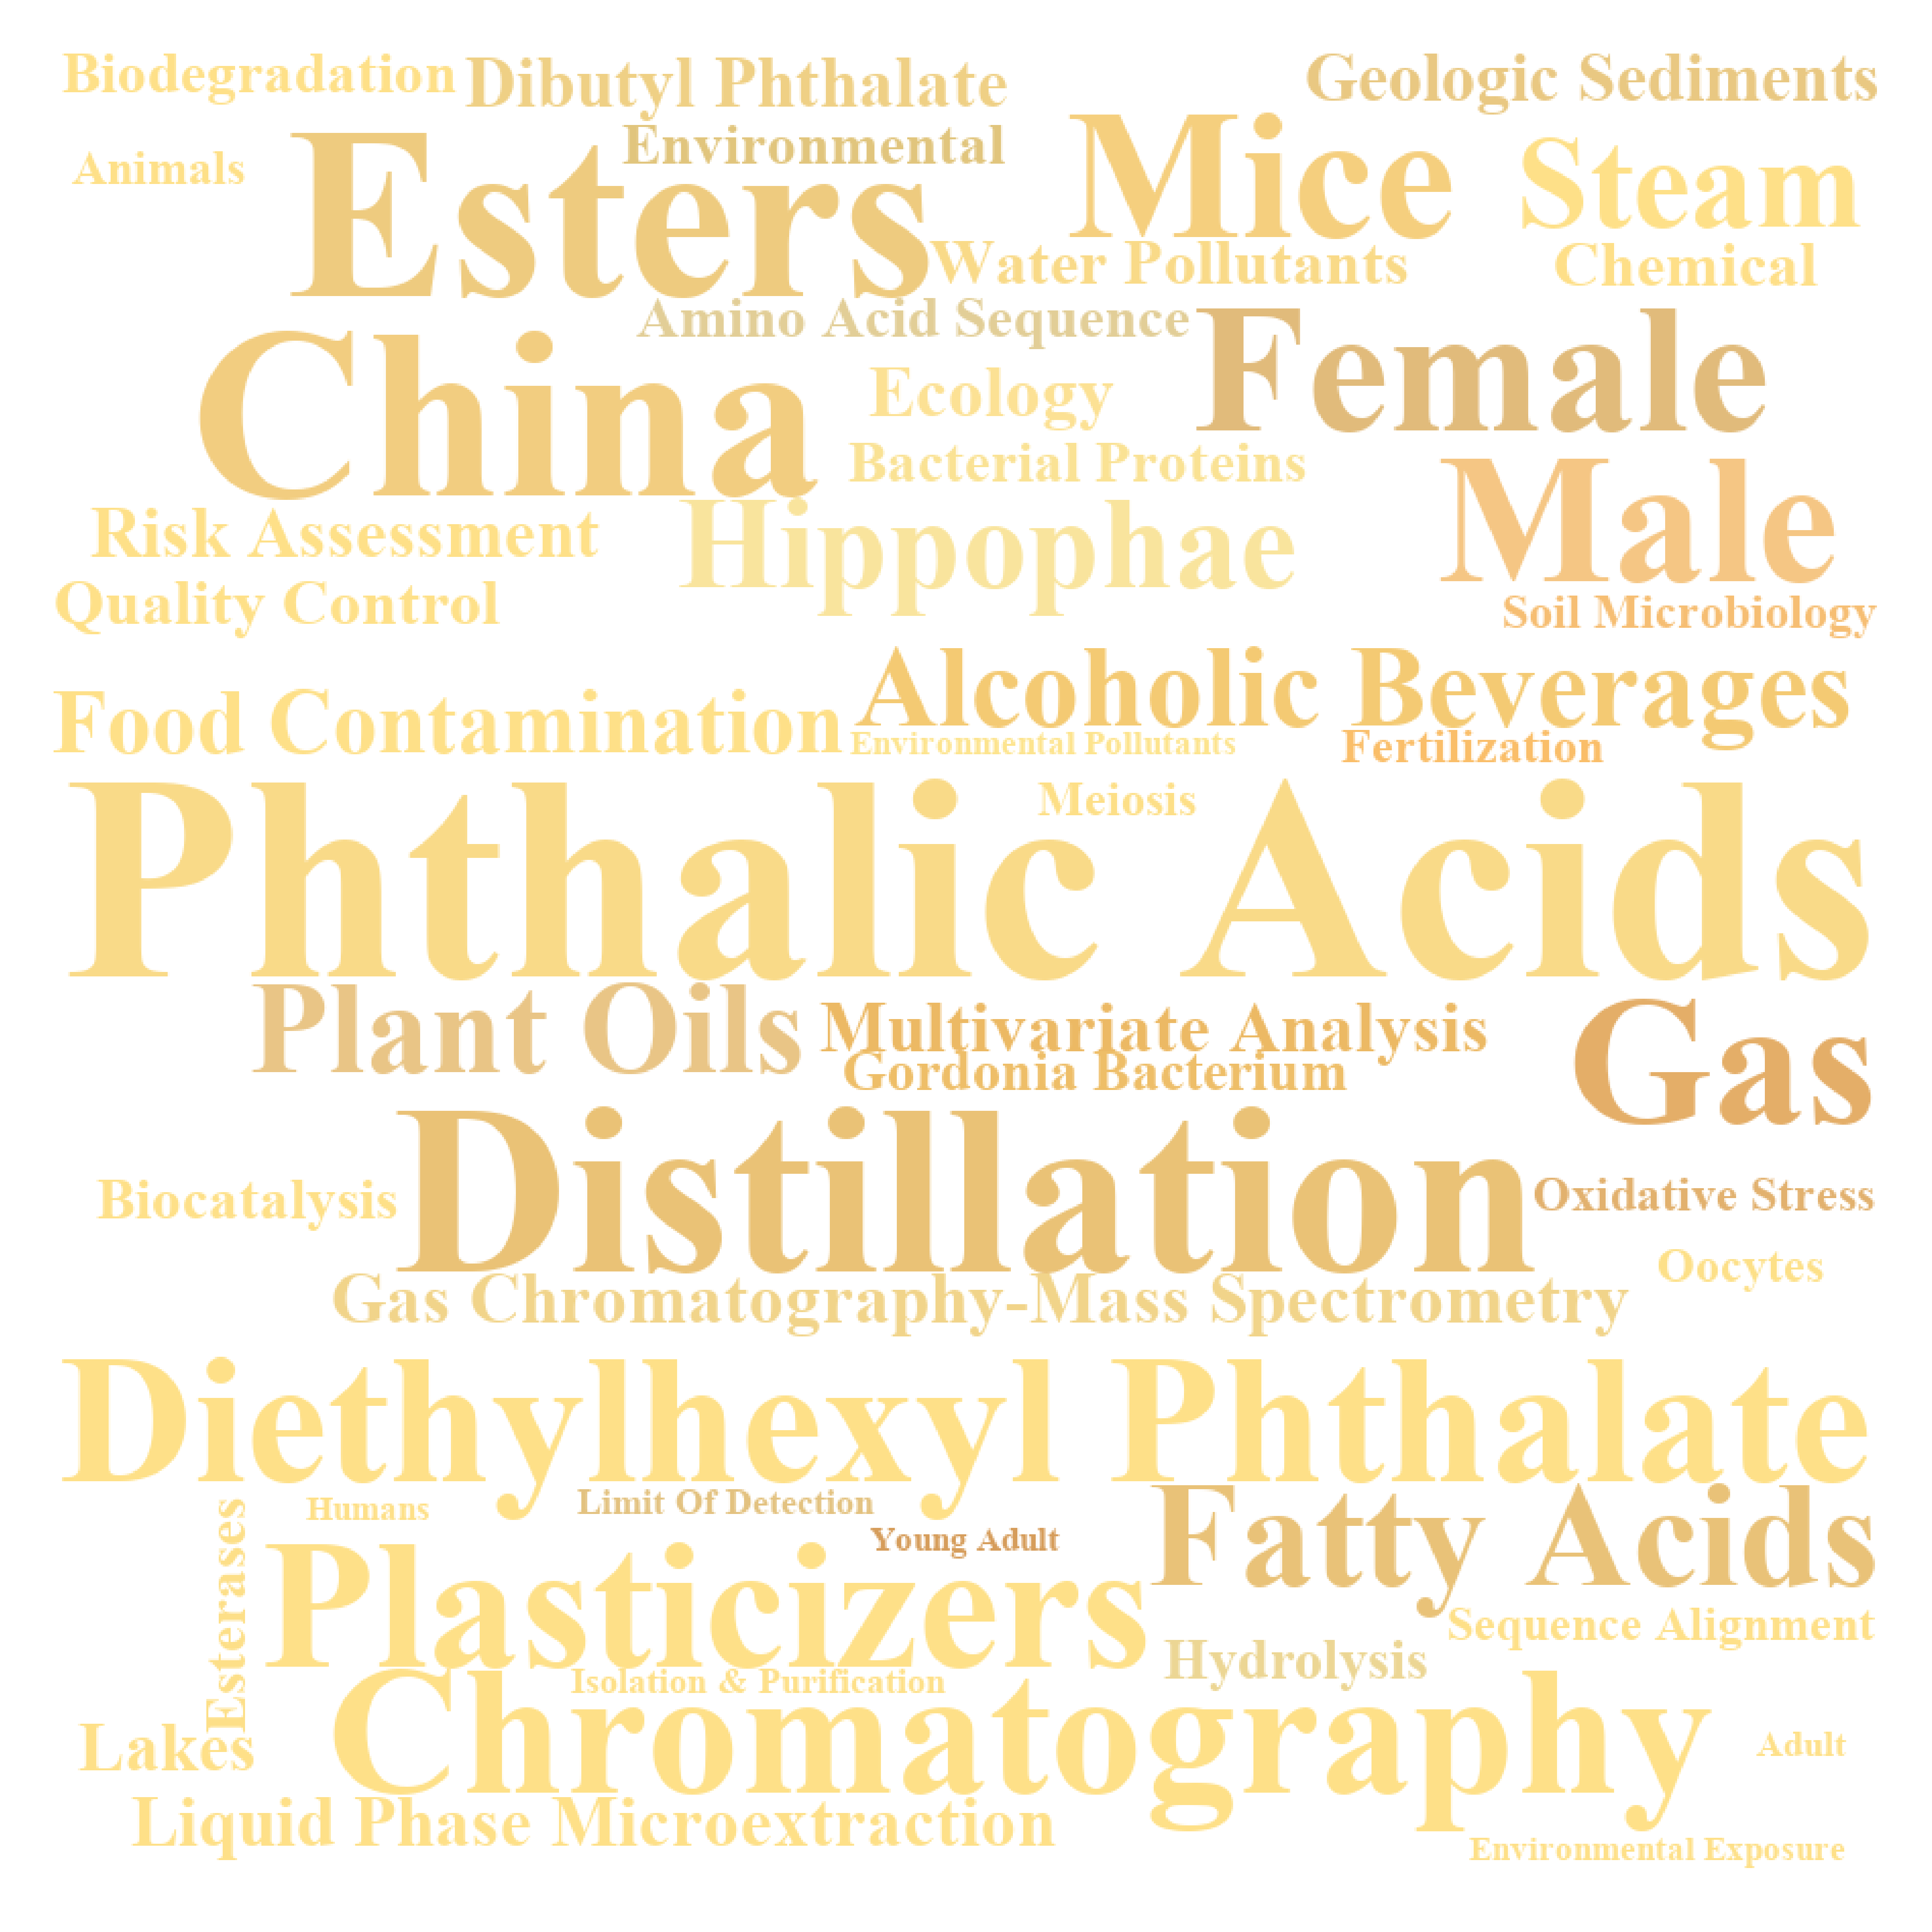 Biodegradation
Dibutyl Phthalate
Geologic Sediments
Animals
Esters
Environmental
Mice
Steam
Water Pollutants
Chemical
Amino Acid Sequence
China
Female
Ecology
Bacterial Proteins
Male
Risk Assessment
Hippophae
Quality Control
Soil Microbiology
Food Contamination
Alcoholic Beverages
Environmental Pollutants
Fertilization
Meiosis
Phthalic Acids
Plant Oils
Multivariate Analysis
Gas
Gordonia Bacterium
Distillation
Biocatalysis
Oxidative Stress
Oocytes
Gas Chromatography-Mass Spectrometry
Diethylhexyl Phthalate
Humans
Limit Of Detection
Young Adult
Fatty Acids
Esterases
Plasticizers
Sequence Alignment
Hydrolysis
Isolation & Purification
Chromatography
Lakes
Adult
Liquid Phase Microextraction
Environmental Exposure